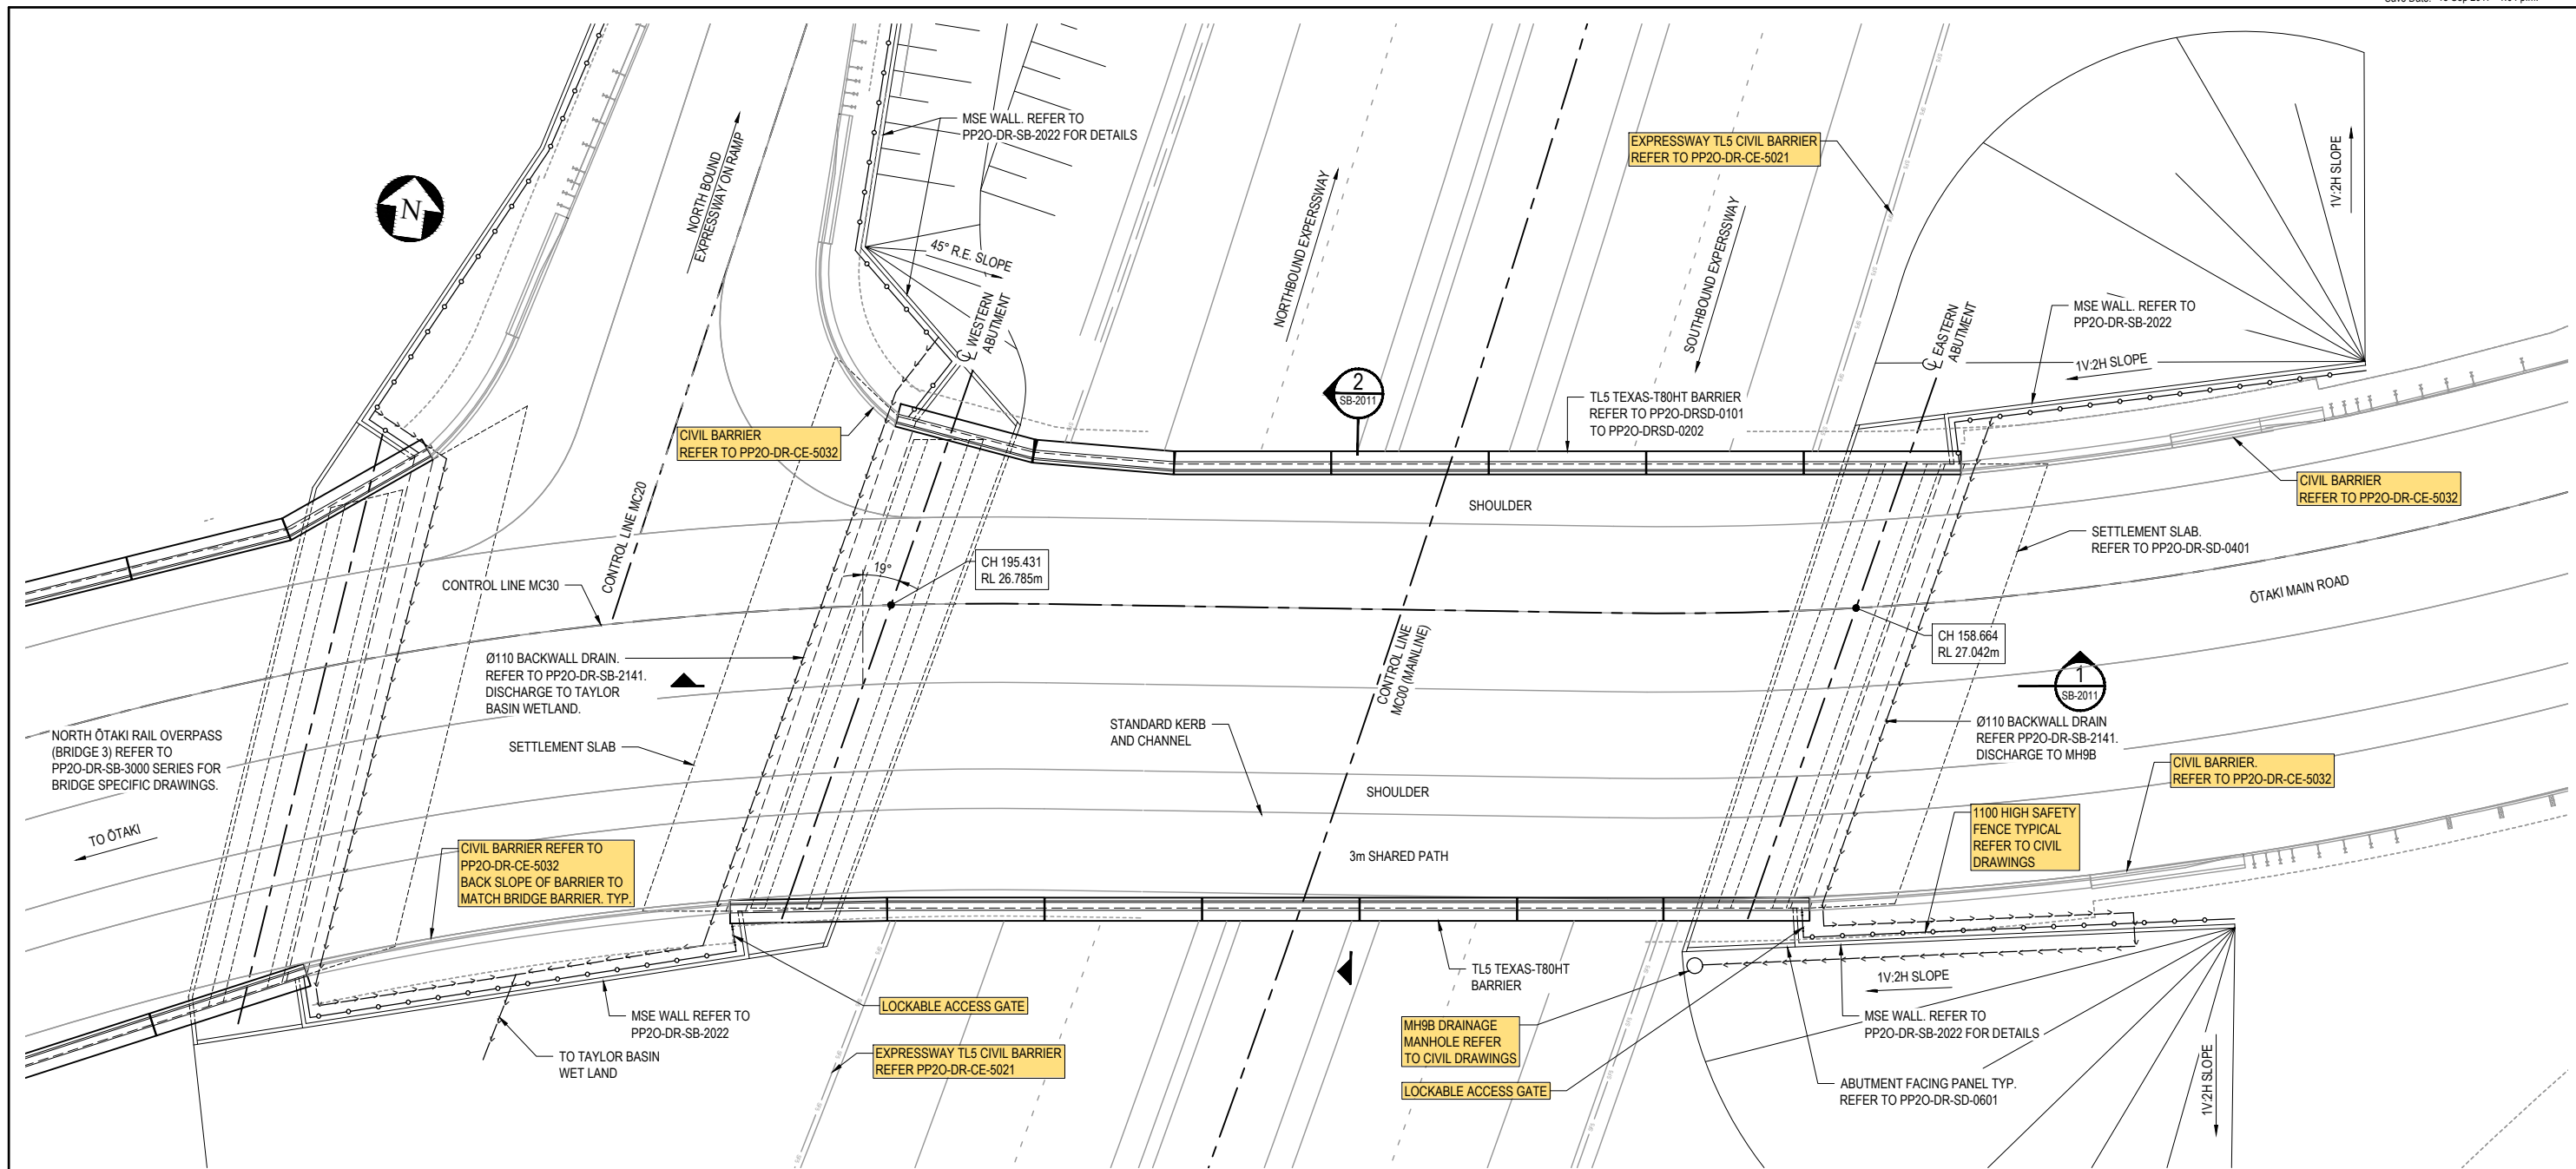 MSE WALL. REFER TO
PP2O-DR-SB-2022 FOR DETAILS
EXPRESSWAY TL5 CIVIL BARRIER
REFER TO PP2O-DR-CE-5021
1V:2H SLOPE
N
NORTH BOUND
EXPRESSWAY ON RAMP
NORTHBOUND EXPERSSWAY
SOUTHBOUND EXPERSSWAY
45° R.E. SLOPE
WESTERN
ABUTMENT
EASTERN
ABUTMENT
MSE WALL. REFER TO
PP2O-DR-SB-2022
1V:2H SLOPE
2
SB-2011
TL5 TEXAS-T80HT BARRIER
REFER TO PP2O-DRSD-0101
TO PP2O-DRSD-0202
CIVIL BARRIER
REFER TO PP2O-DR-CE-5032
CIVIL BARRIER
REFER TO PP2O-DR-CE-5032
SHOULDER
CONTROL LINE MC20
SETTLEMENT SLAB.
REFER TO PP2O-DR-SD-0401
19°
CH 195.431
RL 26.785m
CONTROL LINE MC30
ŌTAKI MAIN ROAD
CH 158.664
RL 27.042m
CONTROL LINE
MC00 (MAINLINE)
Ø110 BACKWALL DRAIN.
REFER TO PP2O-DR-SB-2141.
DISCHARGE TO TAYLOR
BASIN WETLAND.
1
SB-2011
STANDARD KERB
AND CHANNEL
Ø110 BACKWALL DRAIN
REFER PP2O-DR-SB-2141.
DISCHARGE TO MH9B
NORTH ŌTAKI RAIL OVERPASS
(BRIDGE 3) REFER TO
PP2O-DR-SB-3000 SERIES FOR
BRIDGE SPECIFIC DRAWINGS.
SETTLEMENT SLAB
CIVIL BARRIER.
REFER TO PP2O-DR-CE-5032
SHOULDER
1100 HIGH SAFETY
FENCE TYPICAL
REFER TO CIVIL
DRAWINGS
TO ŌTAKI
CIVIL BARRIER REFER TO
PP2O-DR-CE-5032
BACK SLOPE OF BARRIER TO
MATCH BRIDGE BARRIER. TYP.
3m SHARED PATH
TL5 TEXAS-T80HT
BARRIER
1V:2H SLOPE
LOCKABLE ACCESS GATE
MSE WALL REFER TO
PP2O-DR-SB-2022
MH9B DRAINAGE
MANHOLE REFER
TO CIVIL DRAWINGS
MSE WALL. REFER TO
PP2O-DR-SB-2022 FOR DETAILS
TO TAYLOR BASIN
WET LAND
EXPRESSWAY TL5 CIVIL BARRIER
REFER PP2O-DR-CE-5021
LOCKABLE ACCESS GATE
ABUTMENT FACING PANEL TYP.
REFER TO PP2O-DR-SD-0601
1V:2H SLOPE